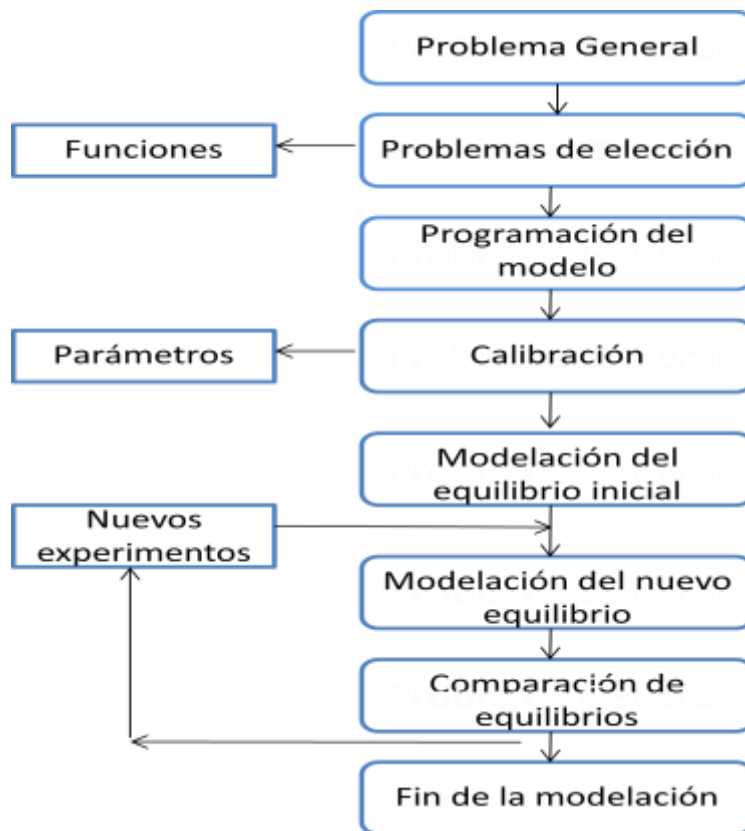 Problema General
Funciones
Problemas de elección
Programación del
modelo
Parámetros
Calibración
Modelación del
equilibrio inicial
Nuevos
experimentos
Modelación del nuevo
equilibrio
Comparación de
equilibrios
Fin de la modelación